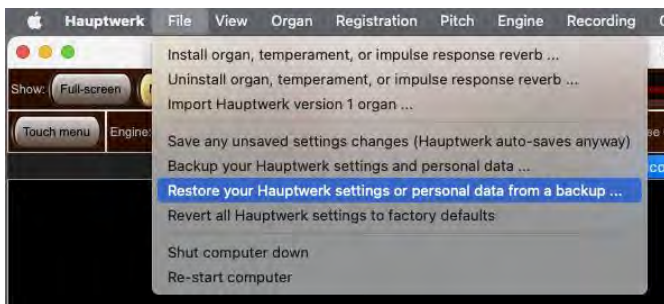 Hauptwerk File View Organ Registration Pitch Engine Recording
Install organ, temperament, or impulse response reverb ...
Uninstall organ, temperament, or impulse response reverb ...
Import Hauptwerk version 1 organ ...
Show: Full-screen
Touch menu Engine:
Save any unsaved settings changes (Hauptwerk auto-saves anyway)
Backup your Hauptwerk settings and personal data ...
Restore your Hauptwerk settings or personal data from a backup ...
Revert all Hauptwerk settings to factory defaults
Shut computer down
Re-start computer